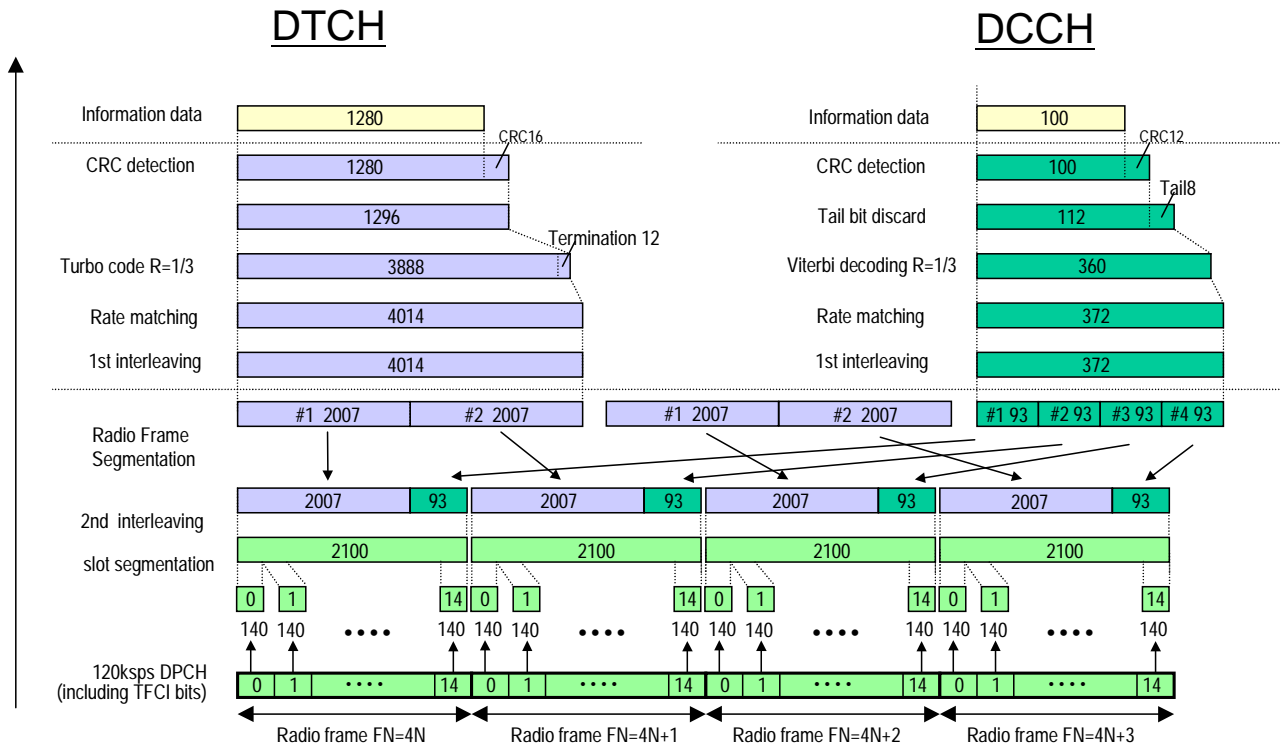 DTCH DCCH
Information data 1280 Information data 100
CRC16 CRC12
CRC detection 1280 CRC detection 100
Tail8
1296 Tail bit discard 112
Termination 12
Turbo code R=1/3 3888 Viterbi decoding R=1/3 360
Rate matching 4014 Rate matching 372
1st interleaving 4014 1st interleaving 372
#1 2007 #2 2007 #1 2007 #2 2007 #1 93 #2 93 #3 93 #4 93
Radio Frame
Segmentation
2007 93 2007 93 2007 93 2007 93
2nd interleaving
2100 2100 2100 2100
slot segmentation
0 1 14 0 1 14 0 1 14 0 1 14
140 140 •••• 140 140 140 •••• 140 140 140 •••• 140 140 140 •••• 140
120ksps DPCH
(including TFCI bits)
0 1 •••• 14 0 1 •••• 14 0 1 •••• 14 0 1 •••• 14
Radio frame FN=4N Radio frame FN=4N+1 Radio frame FN=4N+2 Radio frame FN=4N+3